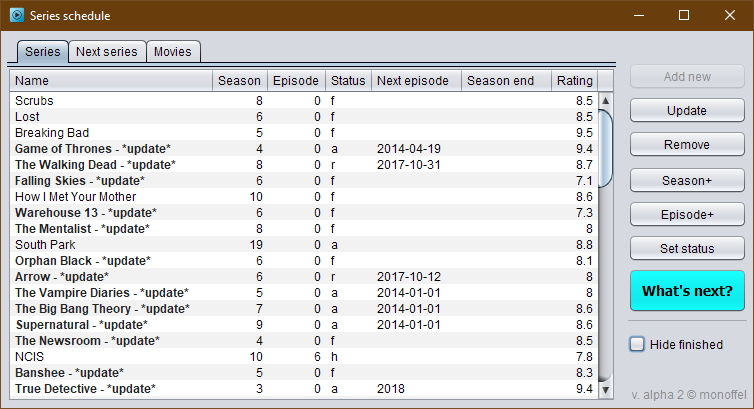 Series schedule
Series Next series Movies
Name Season Episode Status Next episode Season end Rating
Scrubs 8 0 f 8.5
Lost 6 0 f 8.5
Breaking Bad 5 0 f 9.5
Game of Thrones - *update* 4 0 a 2014-04-19 9.4
The Walking Dead - *update* 8 0 r 2017-10-31 8.7
Falling Skies - *update* 6 0 f 7.1
How I Met Your Mother 10 0 f 8.6
Warehouse 13 - *update* 6 0 f 7.3
The Mentalist - *update* 8 0 f 8
South Park 19 0 a 8.8
Orphan Black - *update* 6 0 f 8.1
Arrow - *update* 6 0 r 2017-10-12 8
The Vampire Diaries - *update* 5 0 a 2014-01-01 8
The Big Bang Theory - *update* 7 0 a 2014-01-01 8.6
Supernatural - *update* 9 0 a 2014-01-01 8.6
The Newsroom - *update* 4 0 f 8.5
NCIS 10 6 h 7.8
Banshee - *update* 5 0 f 8.3
True Detective - *update* 3 0 a 2018 9.4
Add new
Update
Remove
Season+
Episode+
Set status
What's next?
Hide finished
v. alpha 2 © monoffel